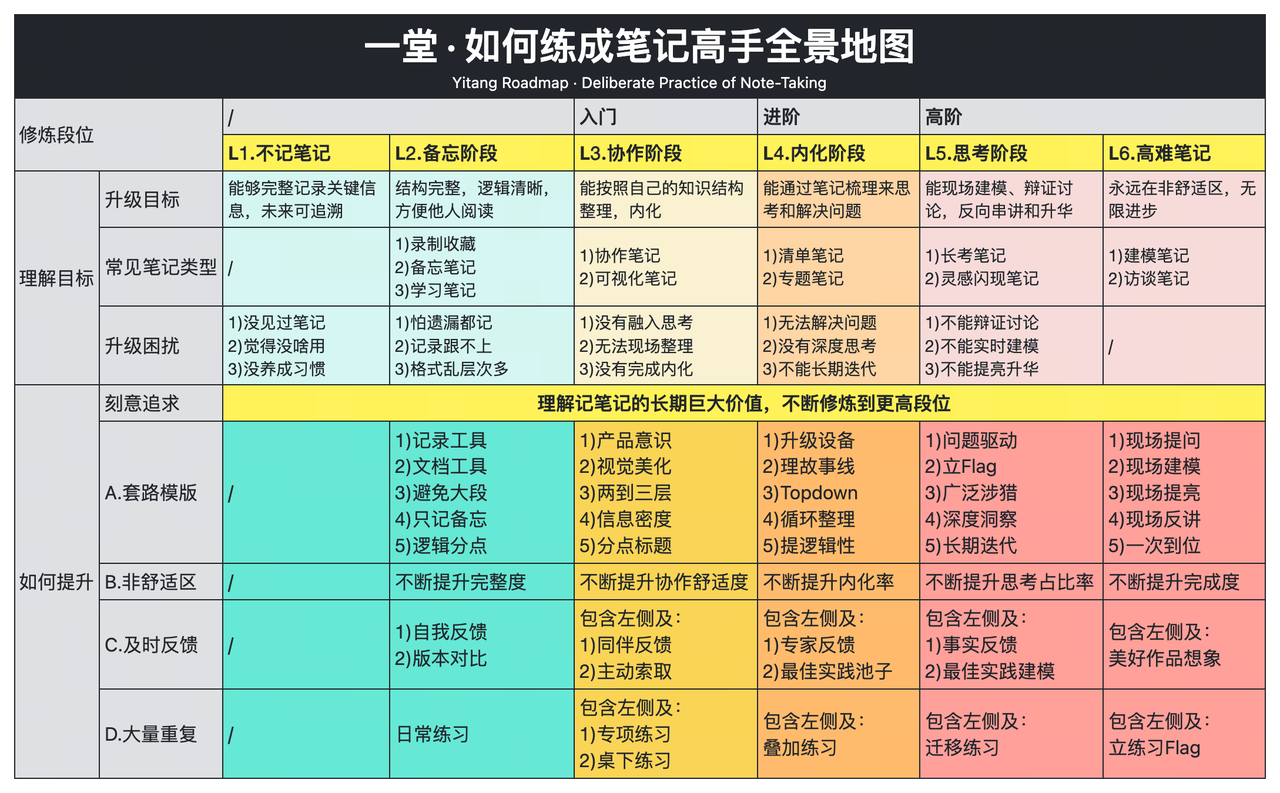 一堂 · 如何练成笔记高手全景地图
Yitang Roadmap · Deliberate Practice of Note-Taking
修炼段位
/
入门
进阶
高阶
L1.不记笔记
L2.备忘阶段
L3.协作阶段
L4.内化阶段
L5.思考阶段
L6.高难笔记
理解目标
升级目标
能够完整记录关键信
息，未来可追溯
结构完整，逻辑清晰，
方便他人阅读
能按照自己的知识结构
整理，内化
能通过笔记梳理来思
考和解决问题
能现场建模、辩证讨
论，反向串讲和升华
永远在非舒适区，无
限进步
常见笔记类型
/
1)录制收藏
2)备忘笔记
3)学习笔记
1)协作笔记
2)可视化笔记
1)清单笔记
2)专题笔记
1)长考笔记
2)灵感闪现笔记
1)建模笔记
2)访谈笔记
升级困扰
1)没见过笔记
2)觉得没啥用
3)没养成习惯
1)怕遗漏都记
2)记录跟不上
3)格式乱层次多
1)没有融入思考
2)无法现场整理
3)没有完成内化
1)无法解决问题
2)没有深度思考
3)不能长期迭代
1)不能辩证讨论
2)不能实时建模
3)不能提亮升华
/
如何提升
刻意追求
理解记笔记的长期巨大价值，不断修炼到更高段位
A.套路模版
/
1)记录工具
2)文档工具
3)避免大段
4)只记备忘
5)逻辑分点
1)产品意识
2)视觉美化
3)两到三层
4)信息密度
5)分点标题
1)升级设备
2)理故事线
3)Topdown
4)循环整理
5)提逻辑性
1)问题驱动
2)立Flag
3)广泛涉猎
4)深度洞察
5)长期迭代
1)现场提问
2)现场建模
3)现场提亮
4)现场反讲
5)一次到位
B.非舒适区
/
不断提升完整度
不断提升协作舒适度
不断提升内化率
不断提升思考占比率
不断提升完成度
C.及时反馈
/
1)自我反馈
2)版本对比
包含左侧及：
1)同伴反馈
2)主动索取
包含左侧及：
1)专家反馈
2)最佳实践池子
包含左侧及：
1)事实反馈
2)最佳实践建模
包含左侧及：
美好作品想象
D.大量重复
/
日常练习
包含左侧及：
1)专项练习
2)桌下练习
包含左侧及：
叠加练习
包含左侧及：
迁移练习
包含左侧及：
立练习Flag